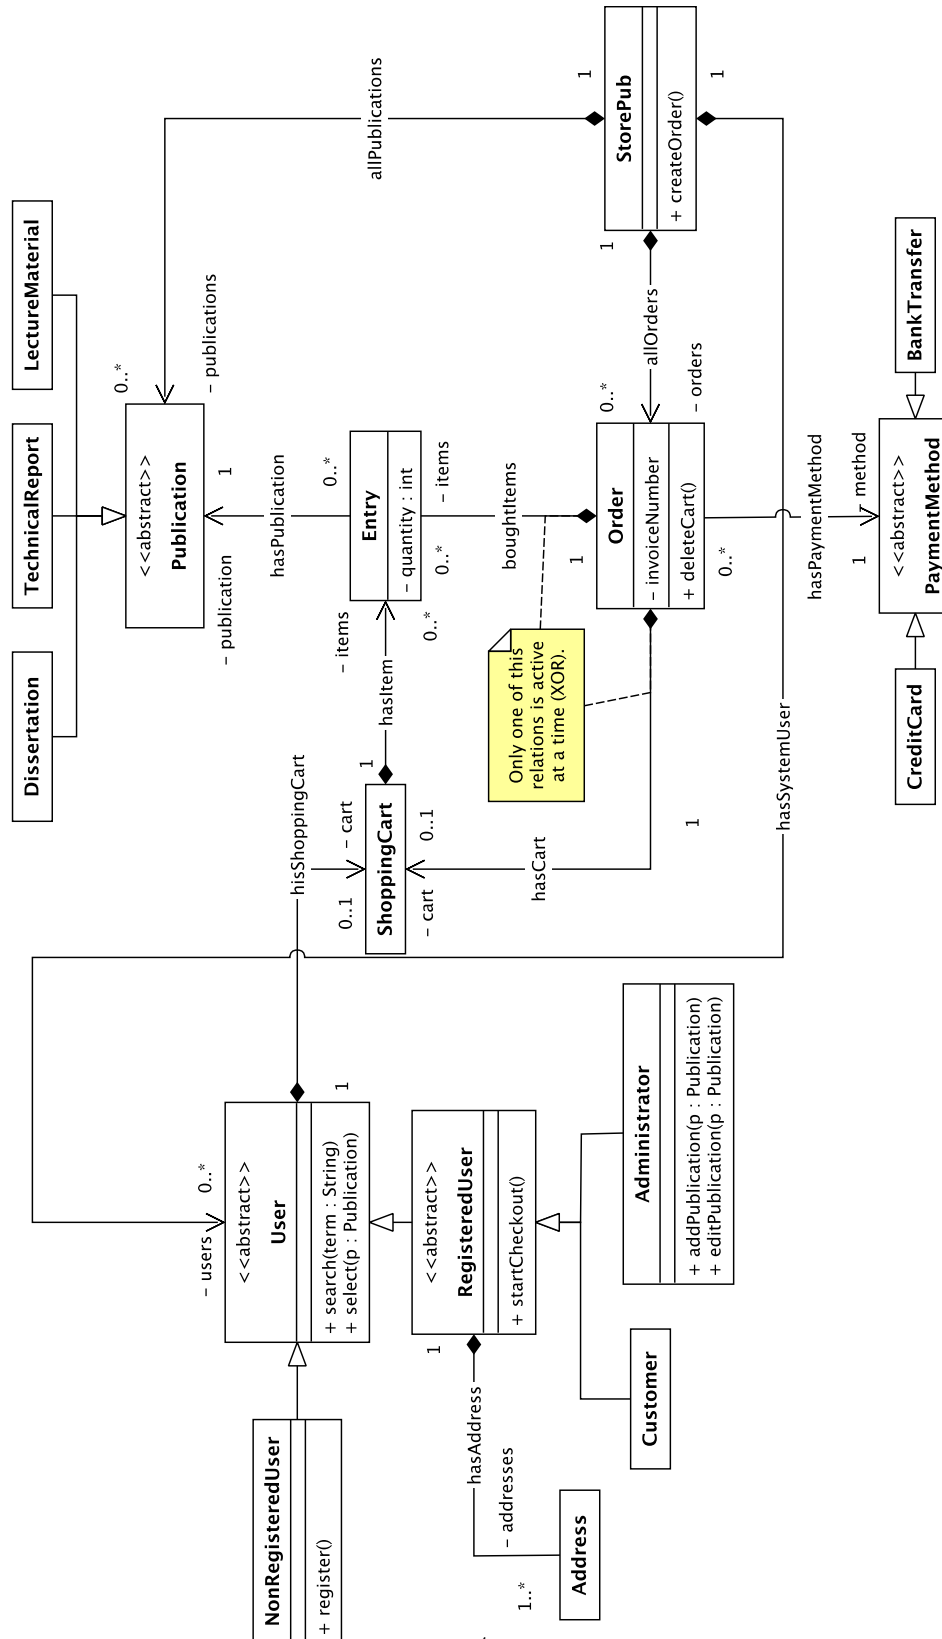 NonRegisteredUser
+ register()
– users
0..*
<<abstract>>
User
+ search(term : String)
+ select(p : Publication)
1
hisShoppingCart
– cart
0..1
ShoppingCart
1
hasItem
– items
0..*
– cart
0..1
hasCart
1
Dissertation
TechnicalReport
LectureMaterial
<<abstract>>
Publication
0..*
– publications
allPublications
1
– publication
1
hasPublication
0..*
Entry
– quantity : int
– items
0..*
boughtItems
1
Only one of this
relations is active
at a time (XOR).
Order
– invoiceNumber
+ deleteCart()
0..*
– orders
allOrders
1
StorePub
+ createOrder()
1
hasSystemUser
0..*
hasPaymentMethod
1
– method
<<abstract>>
PaymentMethod
CreditCard
BankTransfer
<<abstract>>
RegisteredUser
+ startCheckout()
1
hasAddress
– addresses
1..*
Address
Customer
Administrator
+ addPublication(p : Publication)
+ editPublication(p : Publication)